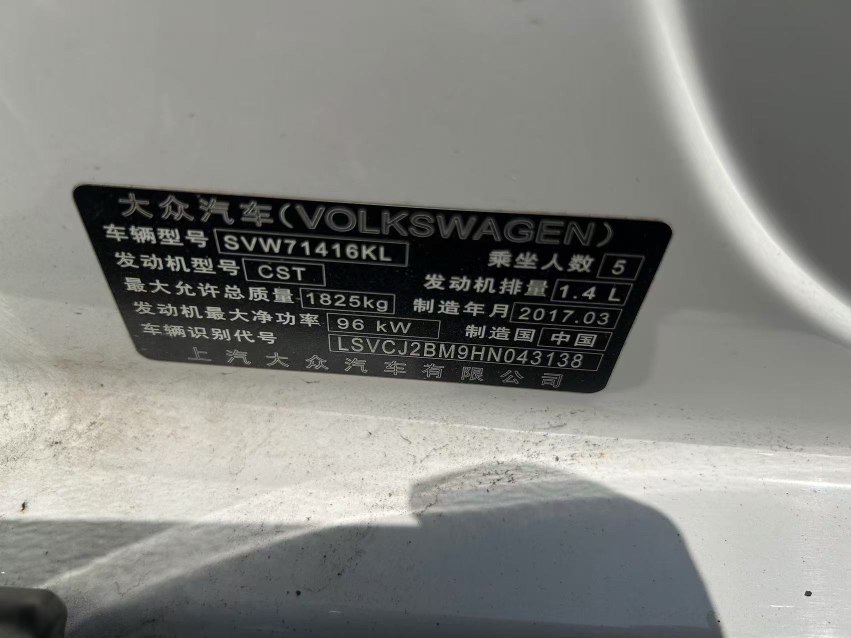 大众汽车(VOLKSWAGEN)
车辆型号 SVW71416KL 乘坐人数 5
发动机型号 CST 发动机排量 1.4 L
最大允许总质量 1825kg 制造年月 2017.03
发动机最大净功率 96 kW 制造国 中国
车辆识别代号 LSVCJ2BM9HN043138
上汽大众汽车有限公司